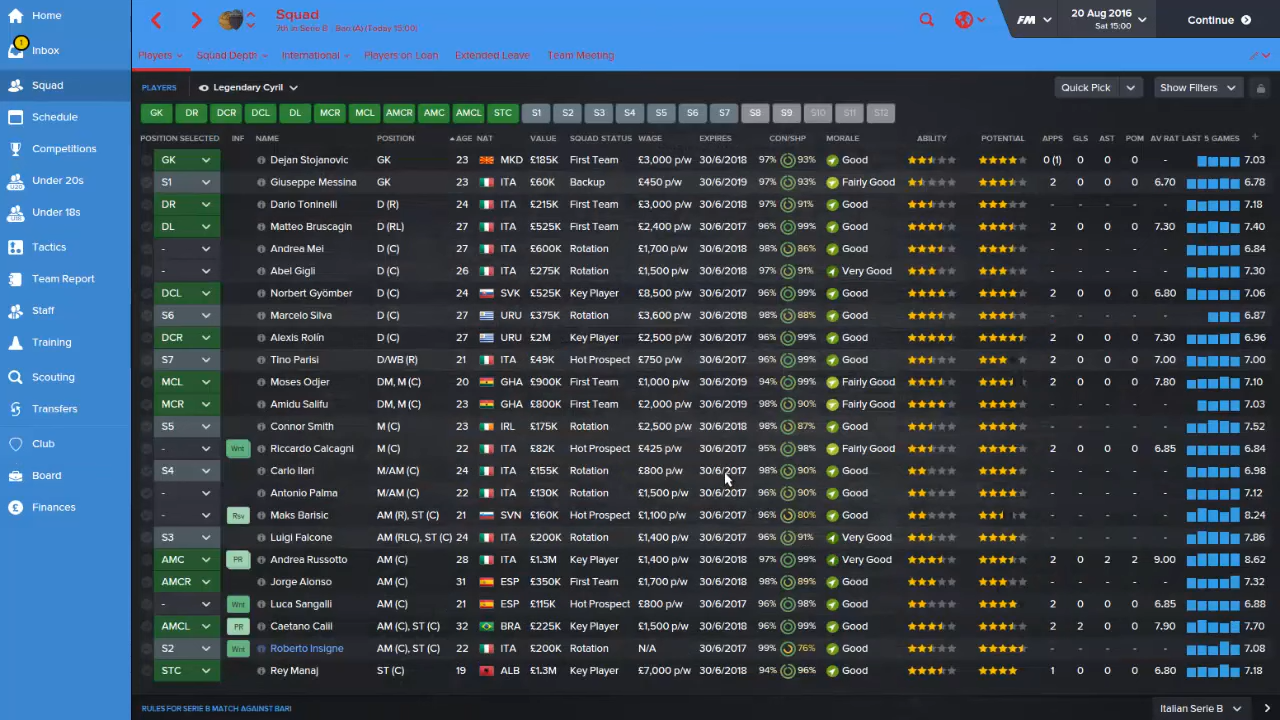 Home
Squad
7th in Serie B - Bari (A) (Today 15:00)
FM
20 Aug 2016
Sat 15:00
Continue
1
Inbox
Players
Squad Depth
International
Players on Loan
Extended Leave
Team Meeting
Squad
PLAYERS
Legendary Cyril
Quick Pick
Show Filters
GK DR DCR DCL DL MCR MCL AMCR AMC AMCL STC S1 S2 S3 S4 S5 S6 S7 S8 S9 S10 S11 S12
POSITION SELECTED INF NAME POSITION AGE NAT VALUE SQUAD STATUS WAGE EXPIRES CON/SHP MORALE ABILITY POTENTIAL APPS GLS AST POM AV RAT LAST 5 GAMES +
GK Dejan Stojanovic GK 23 MKD £185K First Team £3,000 p/w 30/6/2018 97% 93% Good 0 (1) - - - - 7.03
S1 Giuseppe Messina GK 23 ITA £60K Backup £450 p/w 30/6/2019 97% 93% Fairly Good 2 0 0 0 6.70 6.78
DR Dario Toninelli D (R) 24 ITA £215K First Team £3,000 p/w 30/6/2018 97% 91% Good - - - - - 7.18
DL Matteo Bruscagin D (RL) 27 ITA £525K First Team £2,400 p/w 30/6/2018 96% 99% Good 2 0 0 0 7.30 7.40
- Andrea Mei D (C) 27 ITA £600K Rotation £1,700 p/w 30/6/2018 98% 86% Good - - - - - 6.84
- Abel Gigli D (C) 26 ITA £275K Rotation £1,500 p/w 30/6/2018 97% 91% Very Good - - - - - 7.30
DCL Norbert Gyömber D (C) 24 SVK £525K Key Player £8,500 p/w 30/6/2017 96% 99% Good 2 0 0 0 6.80 7.06
S6 Marcelo Silva D (C) 27 URU £375K Rotation £3,600 p/w 30/6/2018 98% 88% Good - - - - - 6.87
DCR Alexis Rolín D (C) 27 URU £2M Key Player £2,500 p/w 30/6/2018 96% 99% Good 2 0 0 0 7.30 6.96
S7 Tino Parisi D/WB (R) 21 ITA £49K Hot Prospect £750 p/w 30/6/2018 96% 99% Good 2 0 0 0 7.00 7.00
MCL Moses Odjer DM, M (C) 20 GHA £900K First Team £1,000 p/w 30/6/2019 94% 99% Fairly Good 2 0 0 0 7.80 7.10
MCR Amidu Salifu DM, M (C) 23 GHA £800K First Team £2,000 p/w 30/6/2019 98% 90% Fairly Good - - - - - 7.03
S5 Connor Smith M (C) 23 IRL £175K Rotation £2,500 p/w 30/6/2018 98% 87% Good - - - - - 7.52
- Wnt Riccardo Calcagni M (C) 22 ITA £82K Hot Prospect £425 p/w 30/6/2017 95% 98% Fairly Good 2 0 0 0 6.85 6.84
S4 Carlo Ilari M/AM (C) 24 ITA £155K Rotation £800 p/w 30/6/2017 98% 90% Good - - - - - 6.98
- Antonio Palma M/AM (C) 22 ITA £130K Rotation £1,500 p/w 30/6/2017 96% 90% Good - - - - - 7.12
- Rsv Maks Barisic AM (R), ST (C) 21 SVN £160K Hot Prospect £1,100 p/w 30/6/2017 96% 80% Good - - - - - 8.24
S3 Luigi Falcone AM (RLC), ST (C) 24 ITA £200K Rotation £1,400 p/w 30/6/2017 96% 91% Very Good - - - - - 7.86
AMC PR Andrea Russotto AM (C) 28 ITA £1.3M Key Player £1,400 p/w 30/6/2018 97% 99% Very Good 2 0 2 2 9.00 8.62
AMCR Jorge Alonso AM (C) 31 ESP £350K First Team £1,700 p/w 30/6/2018 98% 89% Good - - - - - 7.32
- Wnt Luca Sangalli AM (C) 21 ESP £115K Hot Prospect £800 p/w 30/6/2017 96% 98% Good 2 0 0 0 6.85 6.88
AMCL PR Caetano Calil AM (C), ST (C) 32 BRA £225K Key Player £1,500 p/w 30/6/2017 98% 99% Good 2 2 0 0 7.90 7.70
S2 Wnt Roberto Insigne AM (C), ST (C) 22 ITA £200K Rotation N/A 30/6/2017 99% 76% Good - - - - - 7.08
STC Rey Manaj ST (C) 19 ALB £1.3M Key Player £7,000 p/w 30/6/2018 94% 96% Good 1 0 0 0 6.80 7.18
Schedule
Competitions
U20
Under 20s
U18
Under 18s
Tactics
Team Report
Staff
Training
Scouting
Transfers
Club
Board
Finances
RULES FOR SERIE B MATCH AGAINST BARI
Italian Serie B